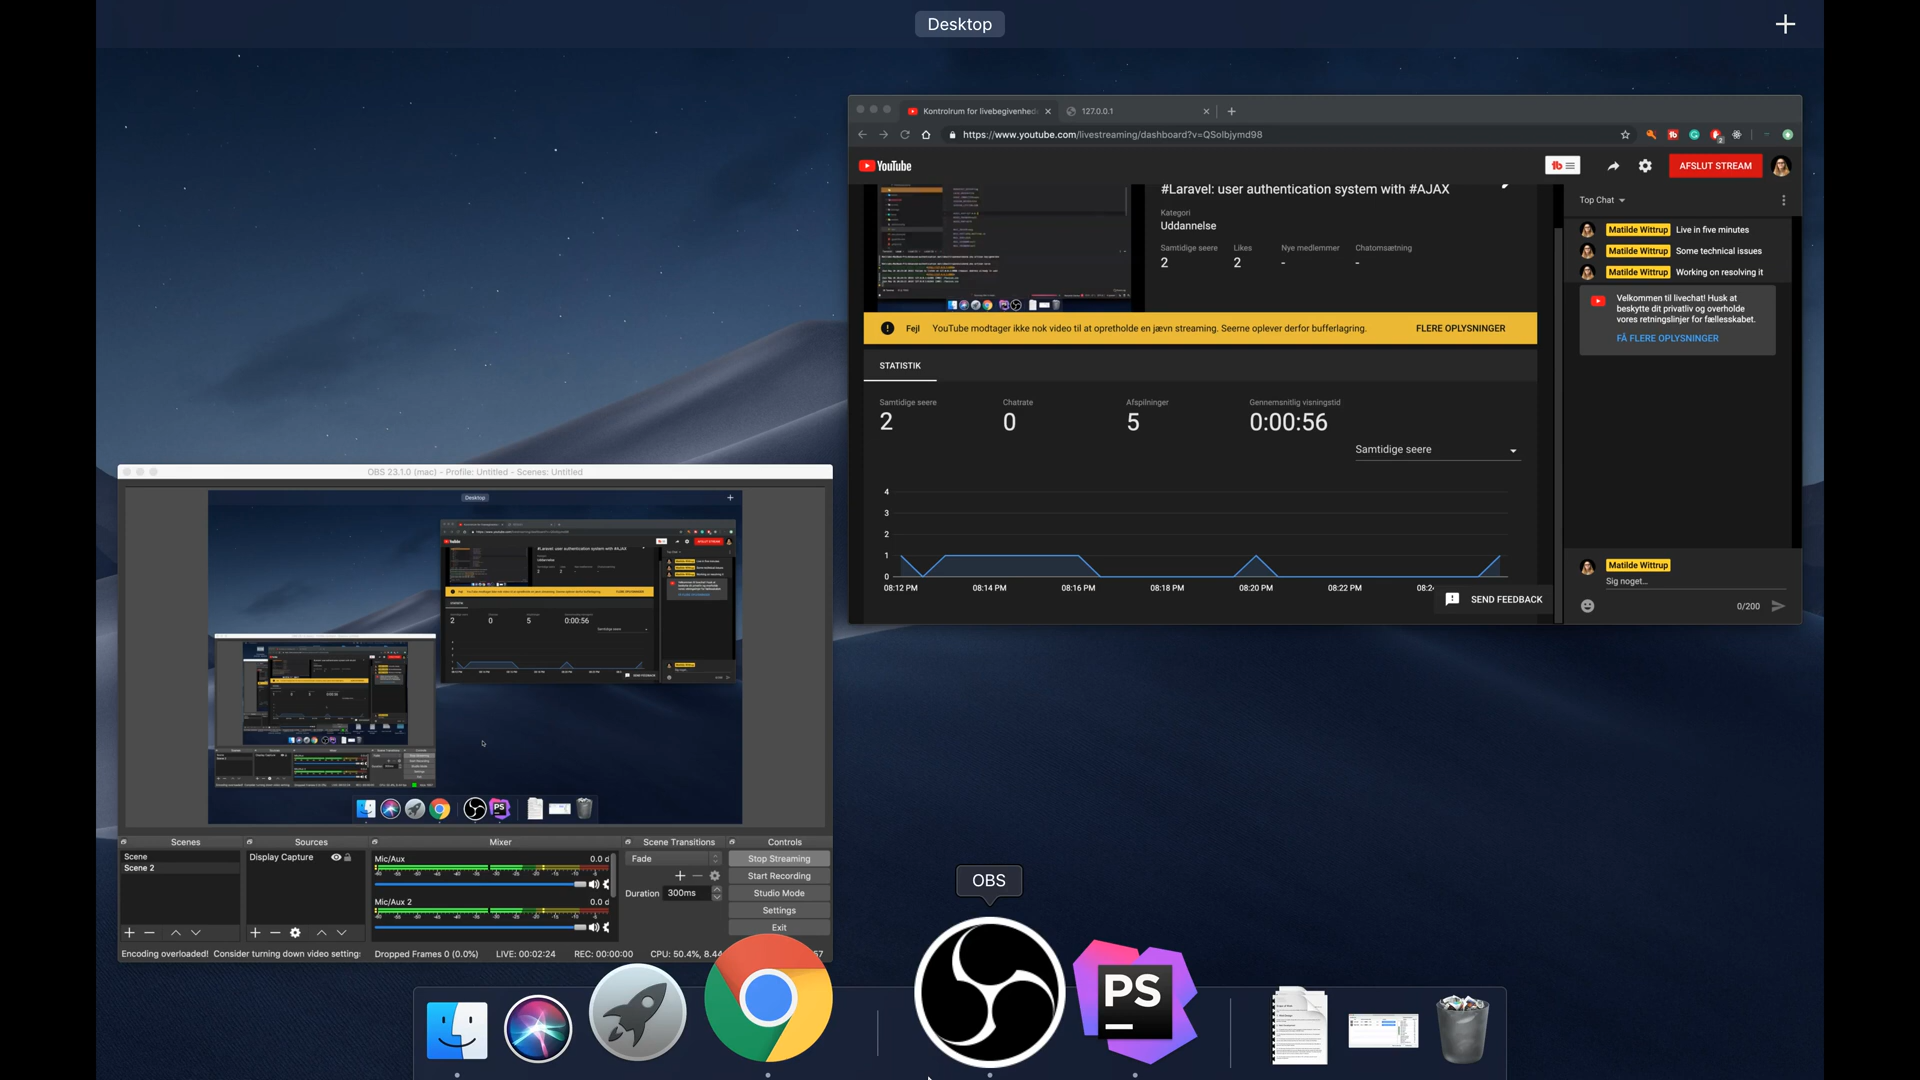 Desktop
Kontrolrum for livebegivenhed
127.0.0.1
https://www.youtube.com/livestreaming/dashboard?v=QSolbjymd98
YouTube
AFSLUT STREAM
#Laravel: user authentication system with #AJAX
Kategori
Uddannelse
Samtidige seere Likes Nye medlemmer Chatomsætning
2 2 - -
Fejl YouTube modtager ikke nok video til at opretholde en jævn streaming. Seerne oplever derfor bufferlagring. FLERE OPLYSNINGER
STATISTIK
Samtidige seere Chatrate Afspilninger Gennemsnitlig visningstid
2 0 5 0:00:56
Samtidige seere
4
3
2
1
0
08:12 PM 08:14 PM 08:16 PM 08:18 PM 08:20 PM 08:22 PM 08:24
SEND FEEDBACK
Top Chat
Matilde Wittrup Live in five minutes
Matilde Wittrup Some technical issues
Matilde Wittrup Working on resolving it
Velkommen til livechat! Husk at
beskytte dit privatliv og overholde
vores retningslinjer for fællesskabet.
FÅ FLERE OPLYSNINGER
Matilde Wittrup
Sig noget...
0/200
OBS 23.1.0 (mac) - Profile: Untitled - Scenes: Untitled
Desktop
Scenes Sources Mixer Scene Transitions Controls
Scene
Scene 2
Display Capture
Mic/Aux 0.0 d
Mic/Aux 2 0.0 d
Fade
Duration 300ms
Stop Streaming
Start Recording
Studio Mode
Settings
Exit
Encoding overloaded! Consider turning down video setting
Dropped Frames 0 (0.0%) LIVE: 00:02:24 REC: 00:00:00 CPU: 50.4%, 8.44
OBS
PS